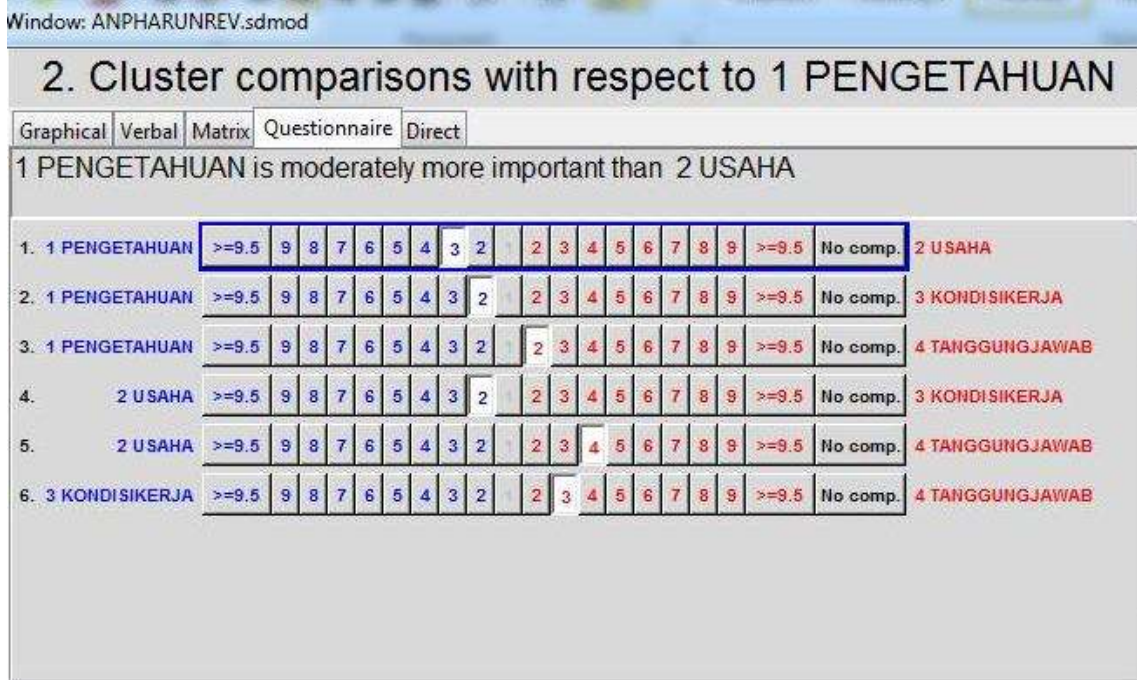 Window: ANPHARUNREV.sdmod
2. Cluster comparisons with respect to 1 PENGETAHUAN
Graphical Verbal Matrix Questionnaire Direct
1 PENGETAHUAN is moderately more important than 2 USAHA
1. 1 PENGETAHUAN >=9.5 9 8 7 6 5 4 3 2 1 2 3 4 5 6 7 8 9 >=9.5 No comp. 2 USAHA
2. 1 PENGETAHUAN >=9.5 9 8 7 6 5 4 3 2 1 2 3 4 5 6 7 8 9 >=9.5 No comp. 3 KONDISIKERJA
3. 1 PENGETAHUAN >=9.5 9 8 7 6 5 4 3 2 1 2 3 4 5 6 7 8 9 >=9.5 No comp. 4 TANGGUNGJAWAB
4. 2 USAHA >=9.5 9 8 7 6 5 4 3 2 1 2 3 4 5 6 7 8 9 >=9.5 No comp. 3 KONDISIKERJA
5. 2 USAHA >=9.5 9 8 7 6 5 4 3 2 1 2 3 4 5 6 7 8 9 >=9.5 No comp. 4 TANGGUNGJAWAB
6. 3 KONDISIKERJA >=9.5 9 8 7 6 5 4 3 2 1 2 3 4 5 6 7 8 9 >=9.5 No comp. 4 TANGGUNGJAWAB